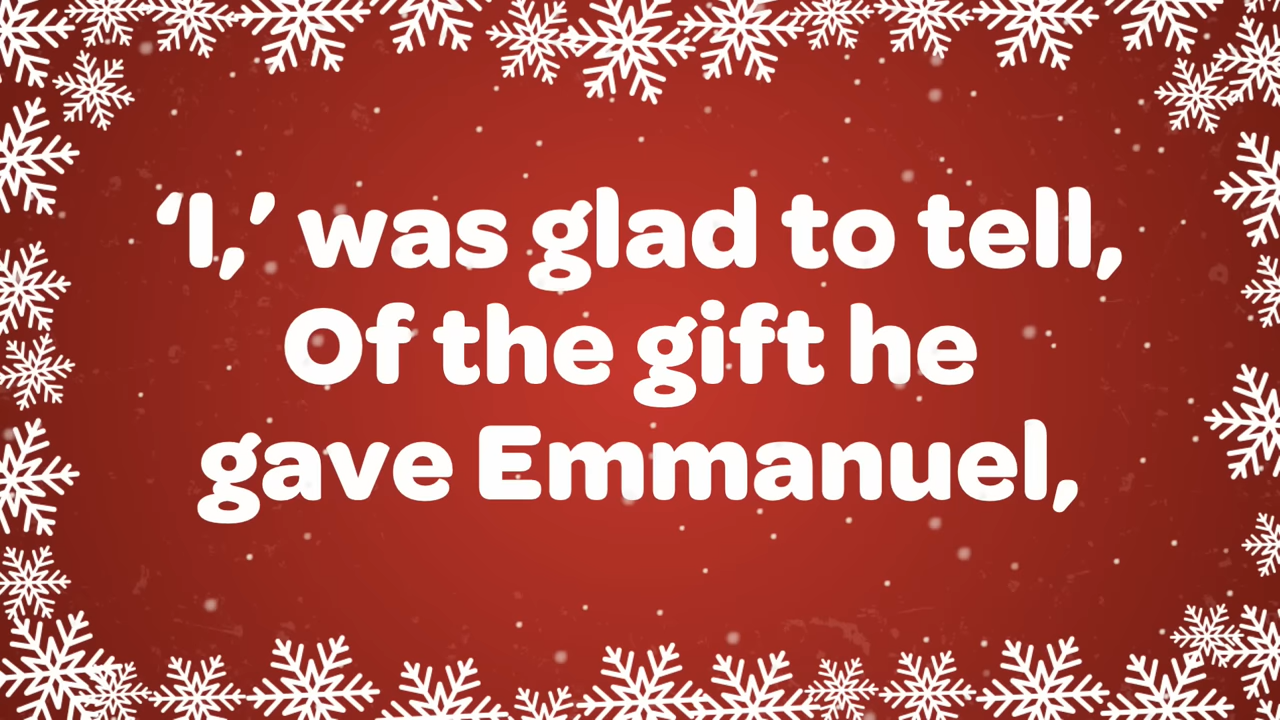 ‘I,’ was glad to tell,
Of the gift he
gave Emmanuel,